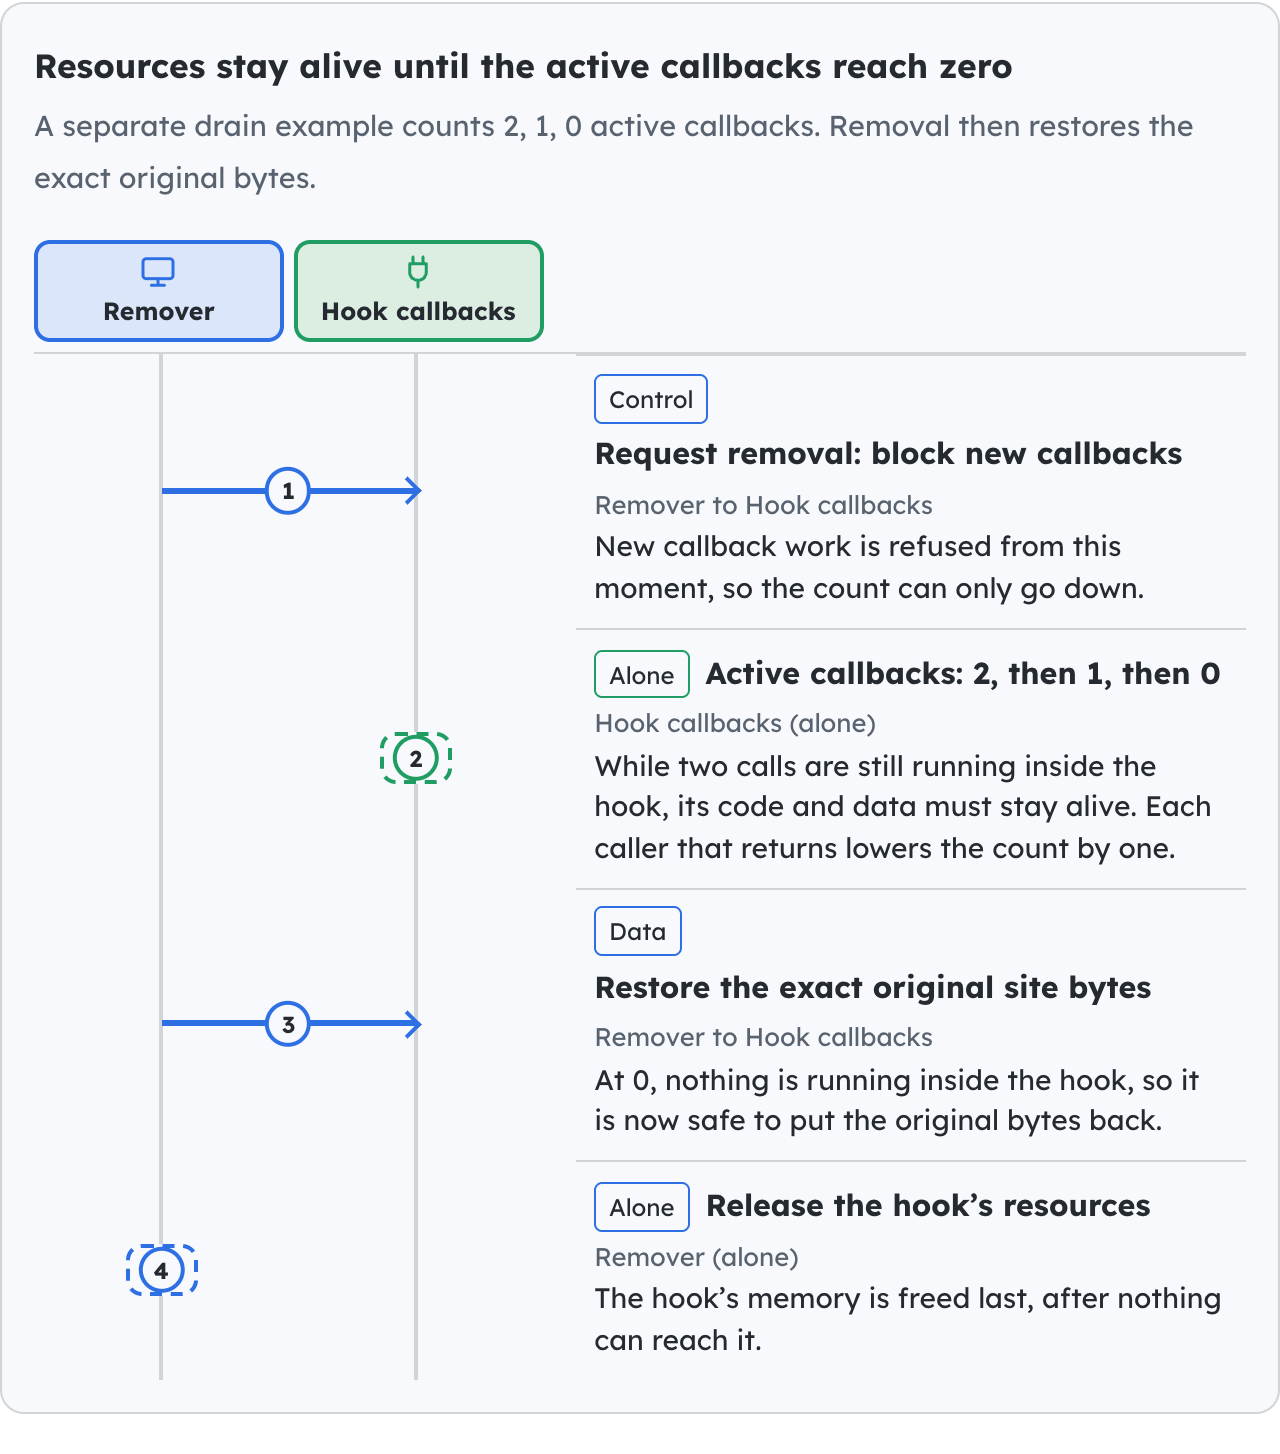 Resources stay alive until the active callbacks reach zero
A separate drain example counts 2, 1, 0 active callbacks. Removal then restores the
exact original bytes.
Remover
Hook callbacks
Control
Request removal: block new callbacks
1
Remover to Hook callbacks
New callback work is refused from this
moment, so the count can only go down.
Alone
Active callbacks: 2, then 1, then 0
Hook callbacks (alone)
2
While two calls are still running inside the
hook, its code and data must stay alive. Each
caller that returns lowers the count by one.
Data
Restore the exact original site bytes
3
Remover to Hook callbacks
At 0, nothing is running inside the hook, so it
is now safe to put the original bytes back.
Alone
Release the hook’s resources
Remover (alone)
4
The hook’s memory is freed last, after nothing
can reach it.